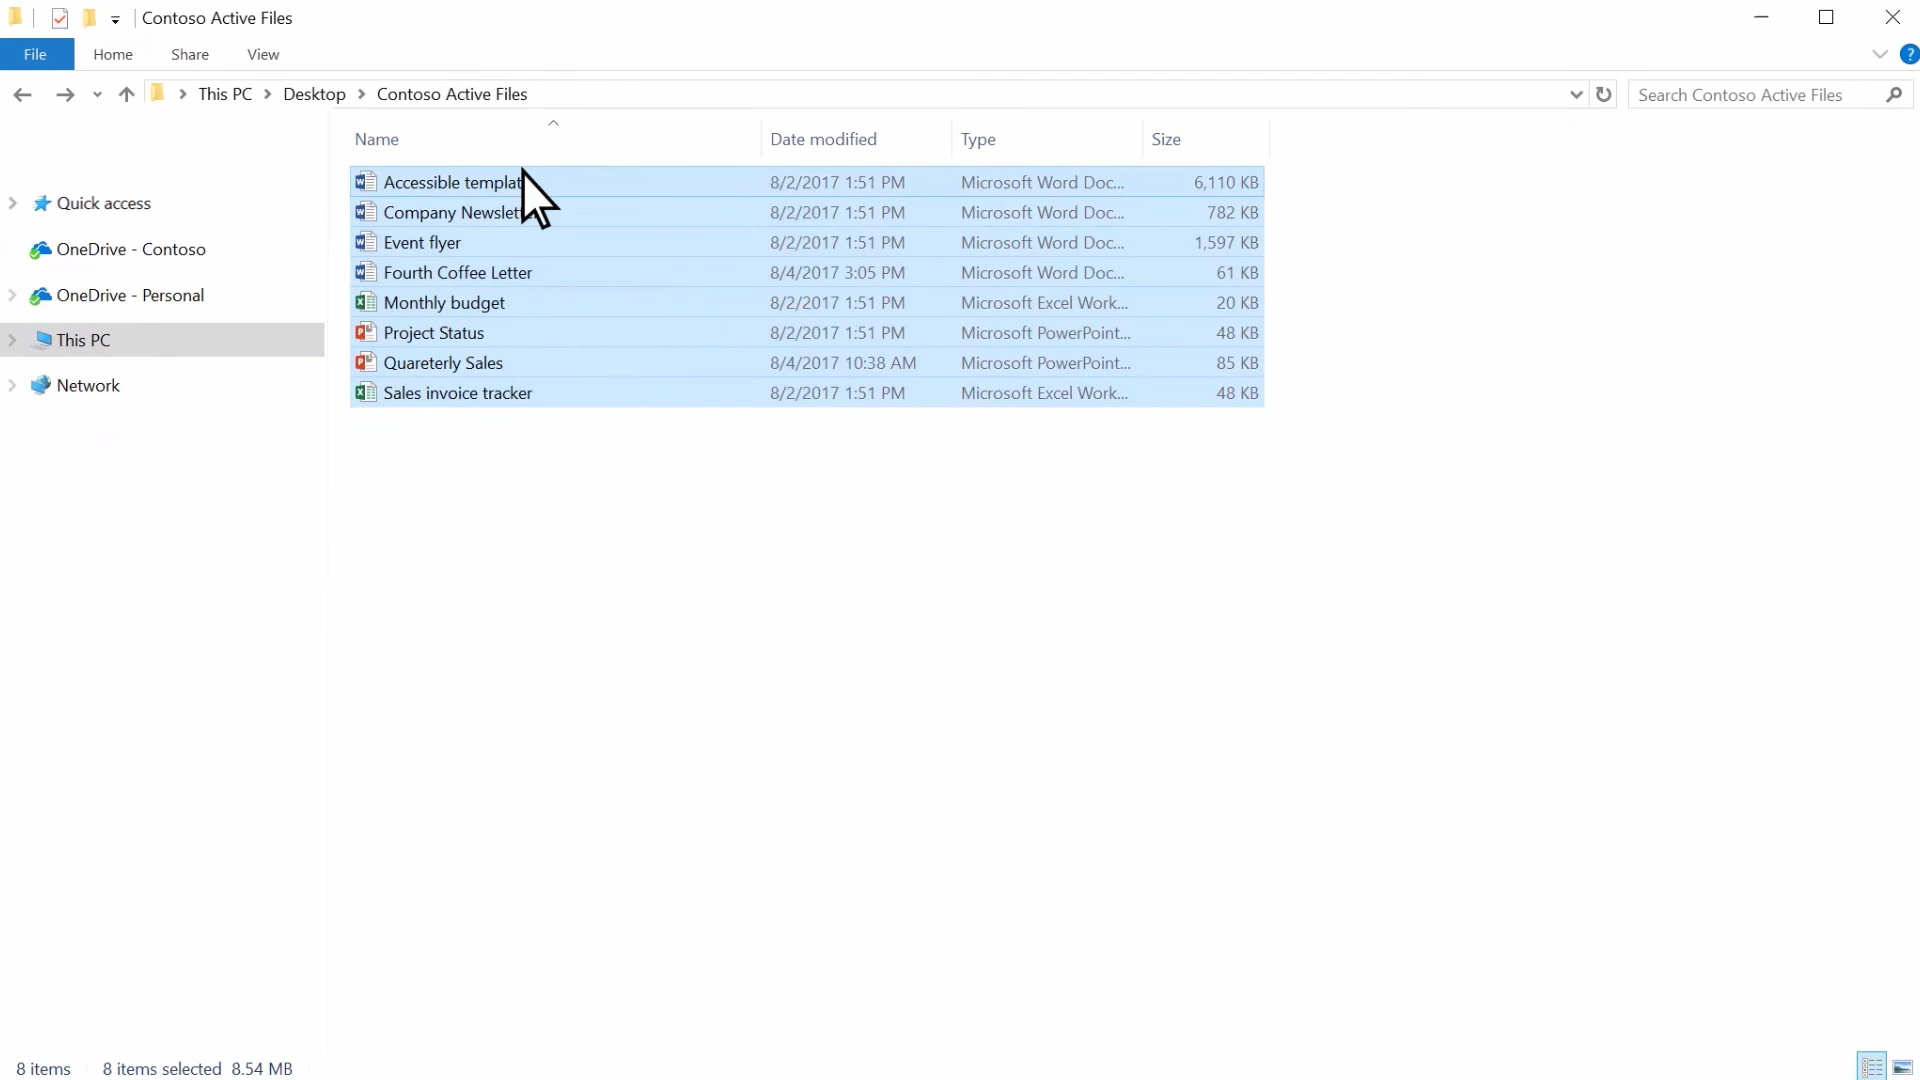 Contoso Active Files
File Home Share View ?
This PC Desktop Contoso Active Files Search Contoso Active Files
Name Date modified Type Size
Accessible templat 8/2/2017 1:51 PM Microsoft Word Doc... 6,110 KB
Quick access Company Newslett 8/2/2017 1:51 PM Microsoft Word Doc... 782 KB
OneDrive - Contoso Event flyer 8/2/2017 1:51 PM Microsoft Word Doc... 1,597 KB
Fourth Coffee Letter 8/4/2017 3:05 PM Microsoft Word Doc... 61 KB
OneDrive - Personal Monthly budget 8/2/2017 1:51 PM Microsoft Excel Work... 20 KB
This PC Project Status 8/2/2017 1:51 PM Microsoft PowerPoint... 48 KB
Quareterly Sales 8/4/2017 10:38 AM Microsoft PowerPoint... 85 KB
Network Sales invoice tracker 8/2/2017 1:51 PM Microsoft Excel Work... 48 KB
8 items 8 items selected 8.54 MB